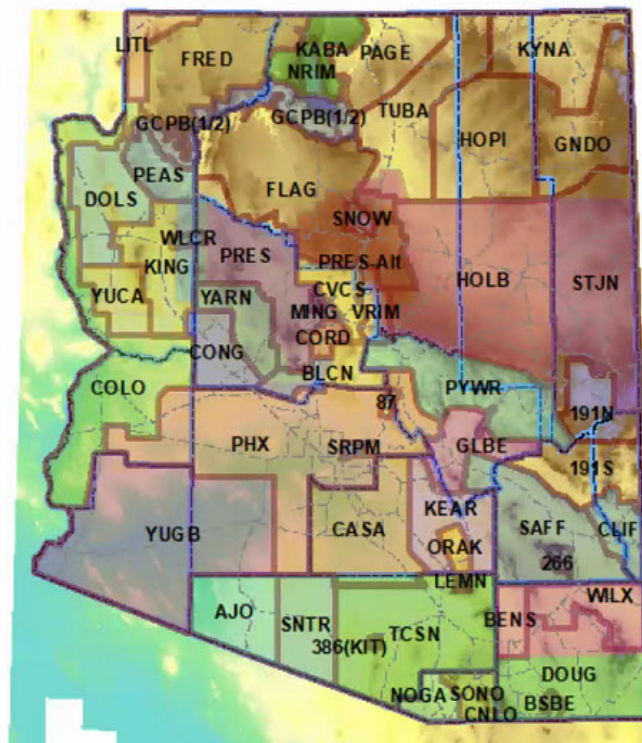 LITL
FRED
KABA
NRIM
PAGE
KYNA
GCPB(1/2)
GCPB(1/2)
TUBA
HOPI
GNDO
PEAS
DOLS
FLAG
SNOW
WLCR
KING
PRES
PRES-Alt
HOLB
STJN
YUCA
YARN
CVCS
MING
VRIM
CORD
CONG
BLCN
COLO
PYWR
87
191N
PHX
SRPM
GLBE
191S
YUGB
CASA
KEAR
ORAK
SAFF
CLIF
266
LEMN
WILX
AJO
SNTR
386(KIT)
TCSN
BENS
NOGA
SONO
CNLO
DOUG
BSBE